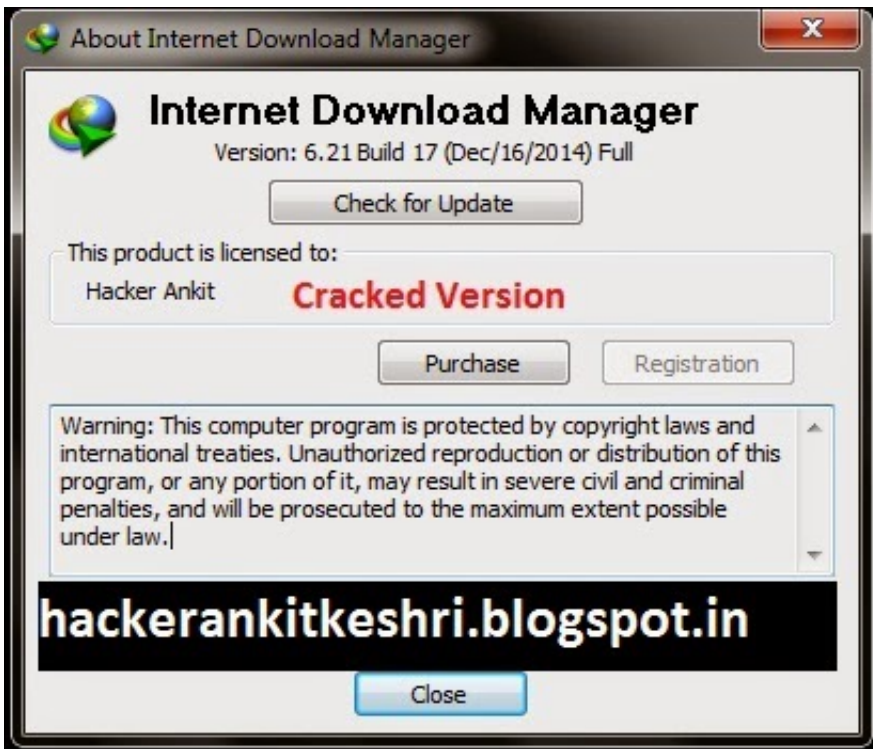 About Internet Download Manager
Internet Download Manager
Version: 6.21 Build 17 (Dec/16/2014) Full
Check for Update
This product is licensed to:
Hacker Ankit Cracked Version
Purchase Registration
Warning: This computer program is protected by copyright laws and
international treaties. Unauthorized reproduction or distribution of this
program, or any portion of it, may result in severe civil and criminal
penalties, and will be prosecuted to the maximum extent possible
under law.
hackerankitkeshri.blogspot.in
Close